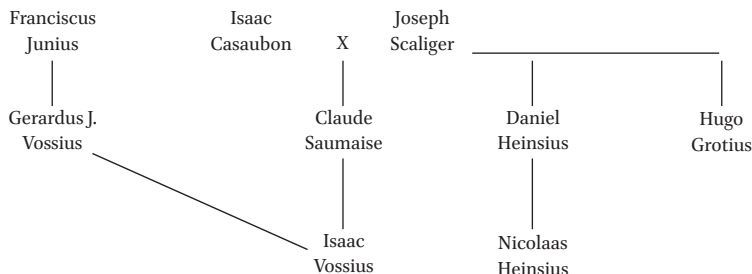 Franciscus
Junius
Isaac
Casaubon
X
Joseph
Scaliger
Gerardus J.
Vossius
Claude
Saumaise
Daniel
Heinsius
Hugo
Grotius
Isaac
Vossius
Nicolaas
Heinsius